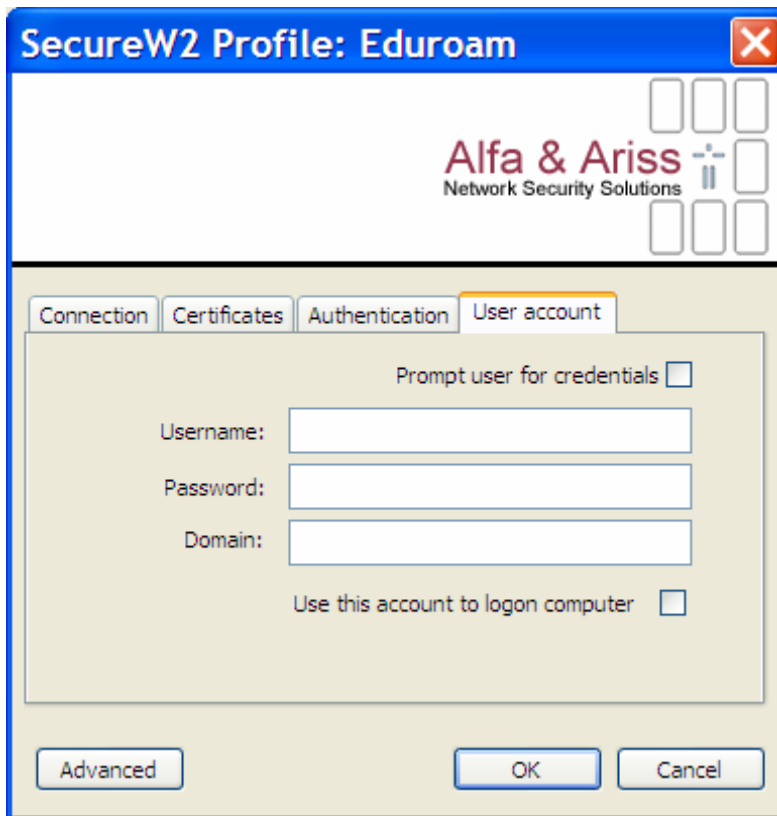 SecureW2 Profile: Eduroam
Alfa & Ariss
Network Security Solutions
Connection Certificates Authentication User account
Prompt user for credentials
Username:
Password:
Domain:
Use this account to logon computer
Advanced OK Cancel